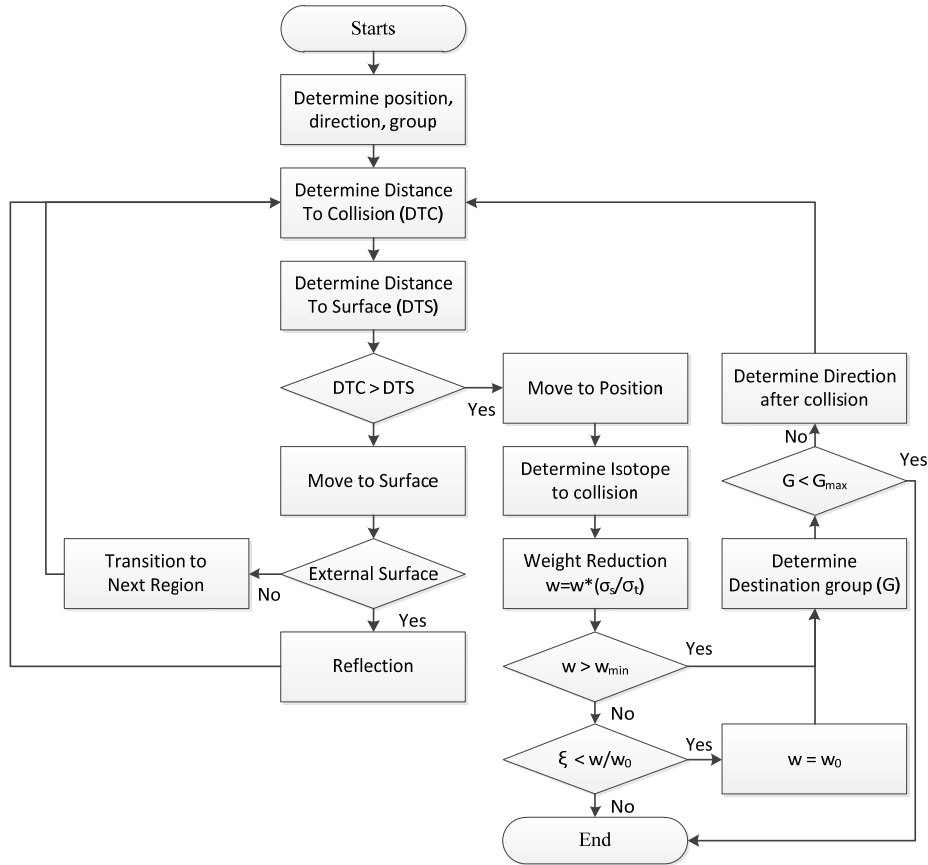 Starts
Determine position,
direction, group
Determine Distance
To Collision (DTC)
Determine Distance
To Surface (DTS)
DTC > DTS
Yes
Move to Position
Determine Direction
after collision
No
G < Gmax
Yes
Move to Surface
Determine Isotope
to collision
Transition to
Next Region
No
External Surface
Yes
Weight Reduction
w=w*(σs/σt)
Determine
Destination group (G)
Reflection
w > wmin
Yes
No
ξ < w/w0
Yes
w = w0
No
End